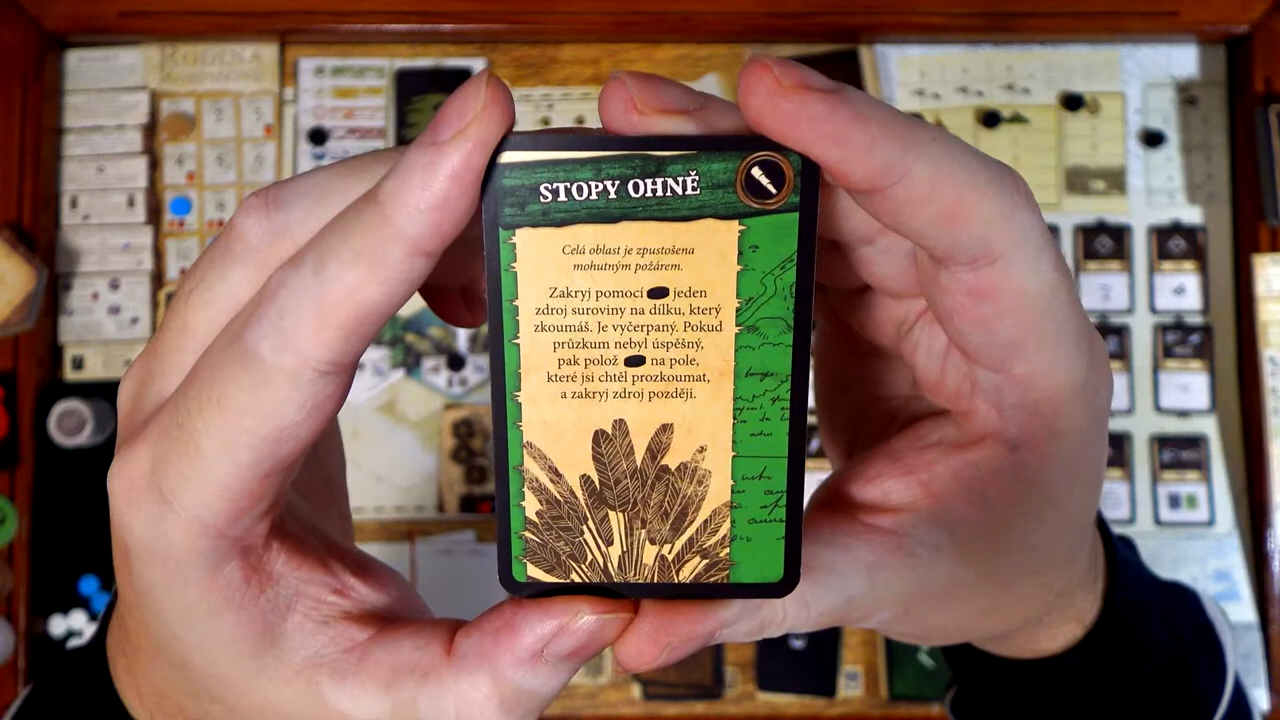 RODINA
STOPY OHNĚ
Celá oblast je zpustošena
mohutným požárem.
Zakryj pomocí jeden
zdroj suroviny na dílku, který
zkoumáš. Je vyčerpaný. Pokud
průzkum nebyl úspěšný,
pak polož na pole,
které jsi chtěl prozkoumat,
a zakryj zdroj později.